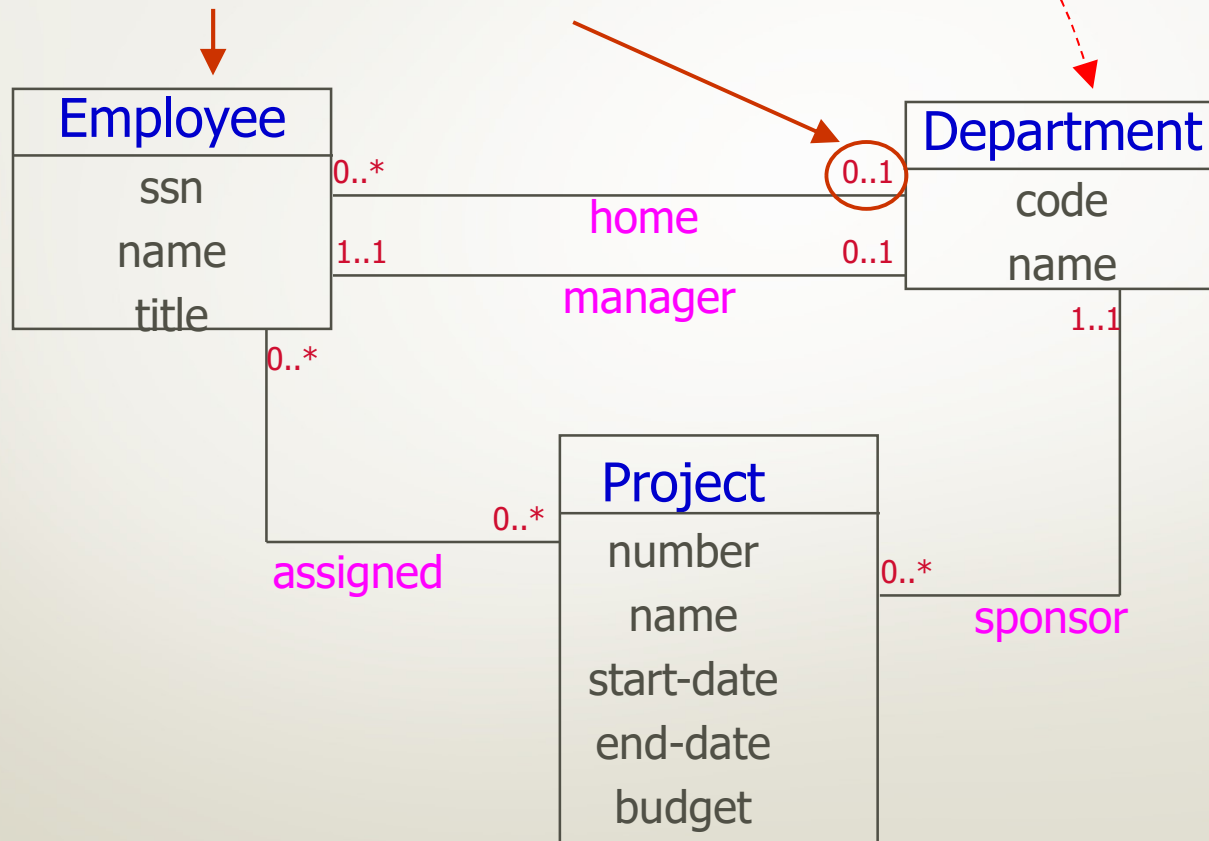 Employee
ssn
name
title
Department
code
name
0..*
0..1
home
1..1
0..1
manager
0..*
1..1
Project
number
name
start-date
end-date
budget
0..*
assigned
0..*
sponsor